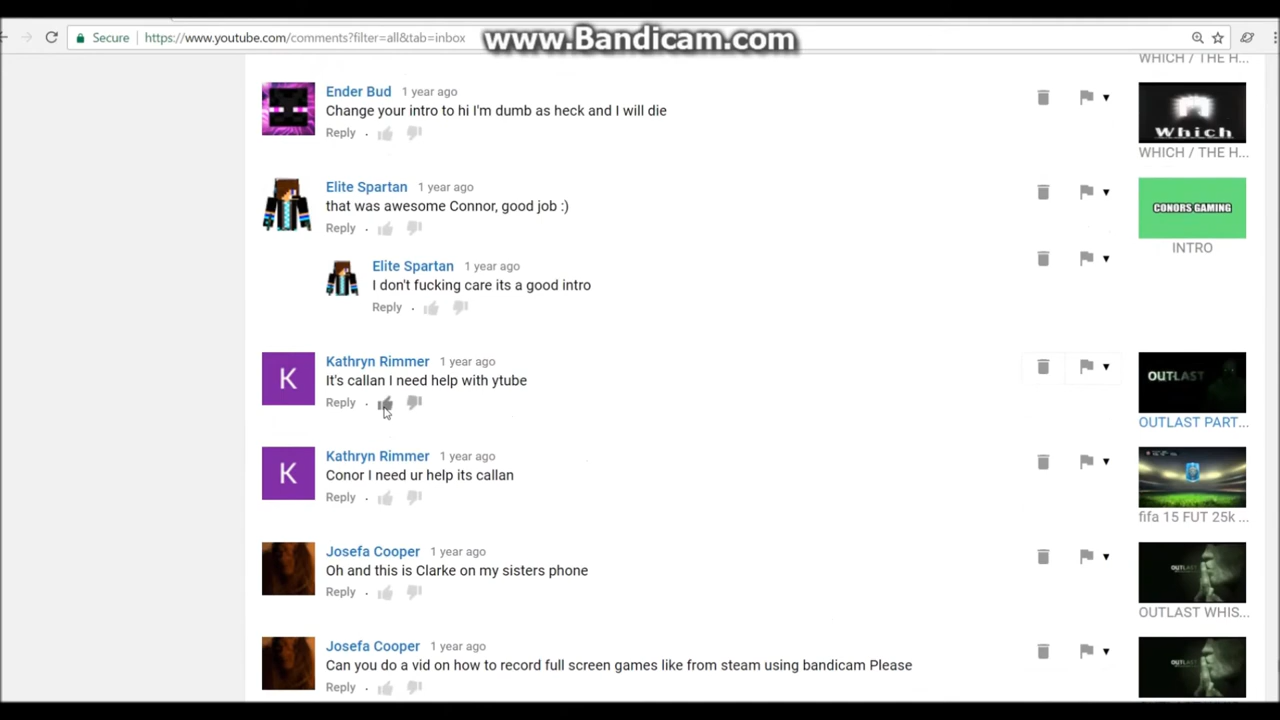 www.Bandicam.com
Secure
https://www.youtube.com/comments?filter=all&tab=inbox
WHICH / THE H...
Ender Bud 1 year ago
Change your intro to hi I'm dumb as heck and I will die
Reply .
Which
WHICH / THE H...
Elite Spartan 1 year ago
that was awesome Connor, good job :)
Reply .
CONORS GAMING
INTRO
Elite Spartan 1 year ago
I don't fucking care its a good intro
Reply .
K
Kathryn Rimmer 1 year ago
It's callan I need help with ytube
Reply .
OUTLAST
OUTLAST PART...
K
Kathryn Rimmer 1 year ago
Conor I need ur help its callan
Reply .
fifa 15 FUT 25k ...
Josefa Cooper 1 year ago
Oh and this is Clarke on my sisters phone
Reply .
OUTLAST
OUTLAST WHIS...
Josefa Cooper 1 year ago
Can you do a vid on how to record full screen games like from steam using bandicam Please
Reply .
OUTLAST